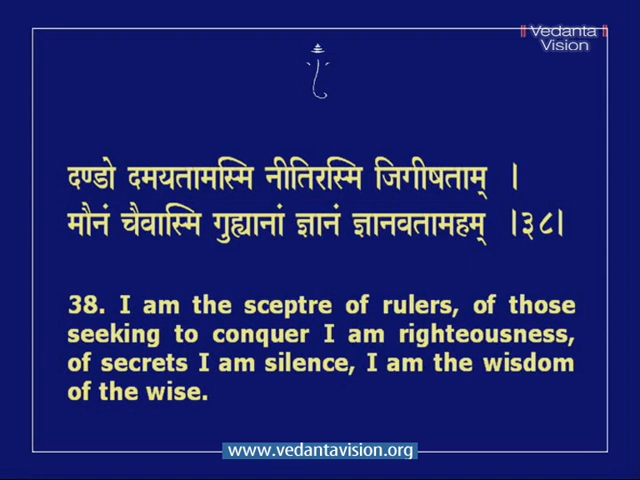 ॥ Vedanta ॥
Vision
दण्डो दमयतामस्मि नीतिरस्मि जिगीषताम् ।
मौनं चैवास्मि गुह्यानां ज्ञानं ज्ञानवतामहम् ।३८।
38. I am the sceptre of rulers, of those
seeking to conquer I am righteousness,
of secrets I am silence, I am the wisdom
of the wise.
www.vedantavision.org